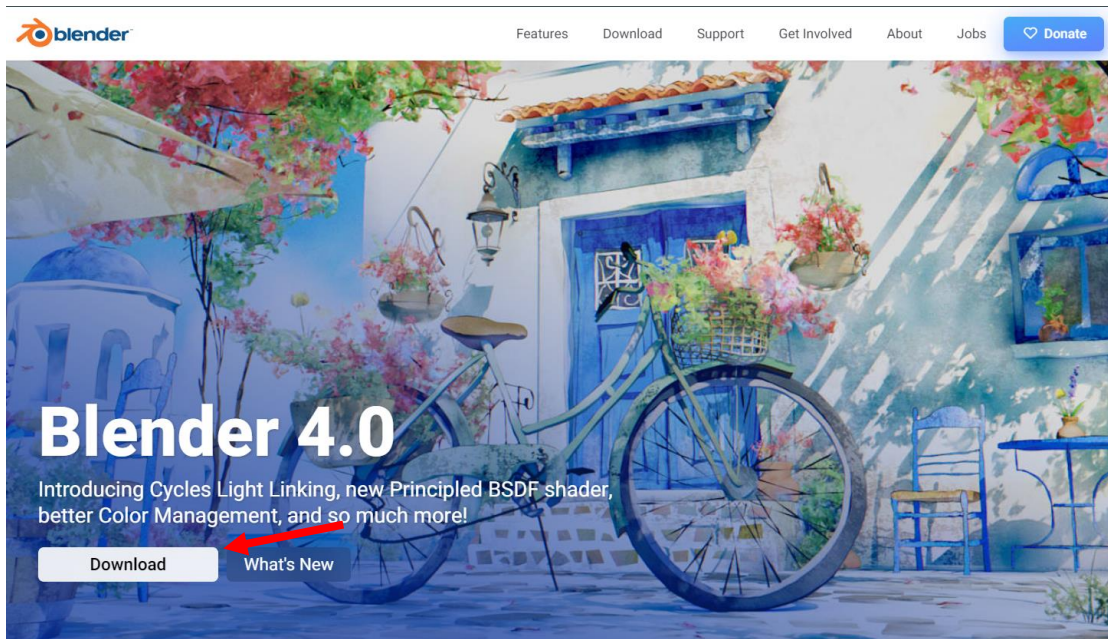 blender
Features Download Support Get Involved About Jobs Donate
Blender 4.0
Introducing Cycles Light Linking, new Principled BSDF shader,
better Color Management, and so much more!
Download What's New